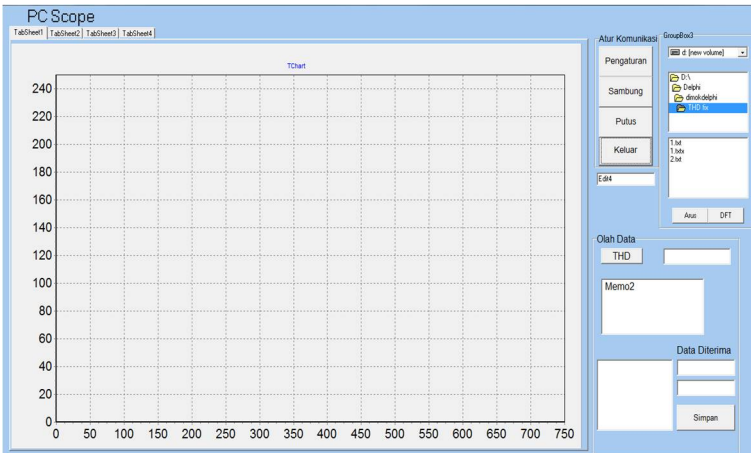 PC Scope
TabSheet1 TabSheet2 TabSheet3 TabSheet4
TChart
240
220
200
180
160
140
120
100
80
60
40
20
0
0 50 100 150 200 250 300 350 400 450 500 550 600 650 700 750
Atur Komunikasi
Pengaturan
Sambung
Putus
Keluar
Edit4
GroupBox3
d: [new volume]
D:\
Delphi
dimokdelphi
THD fix
1.txt
1.txtx
2.txt
Arus DFT
Olah Data
THD
Memo2
Data Diterima
Simpan